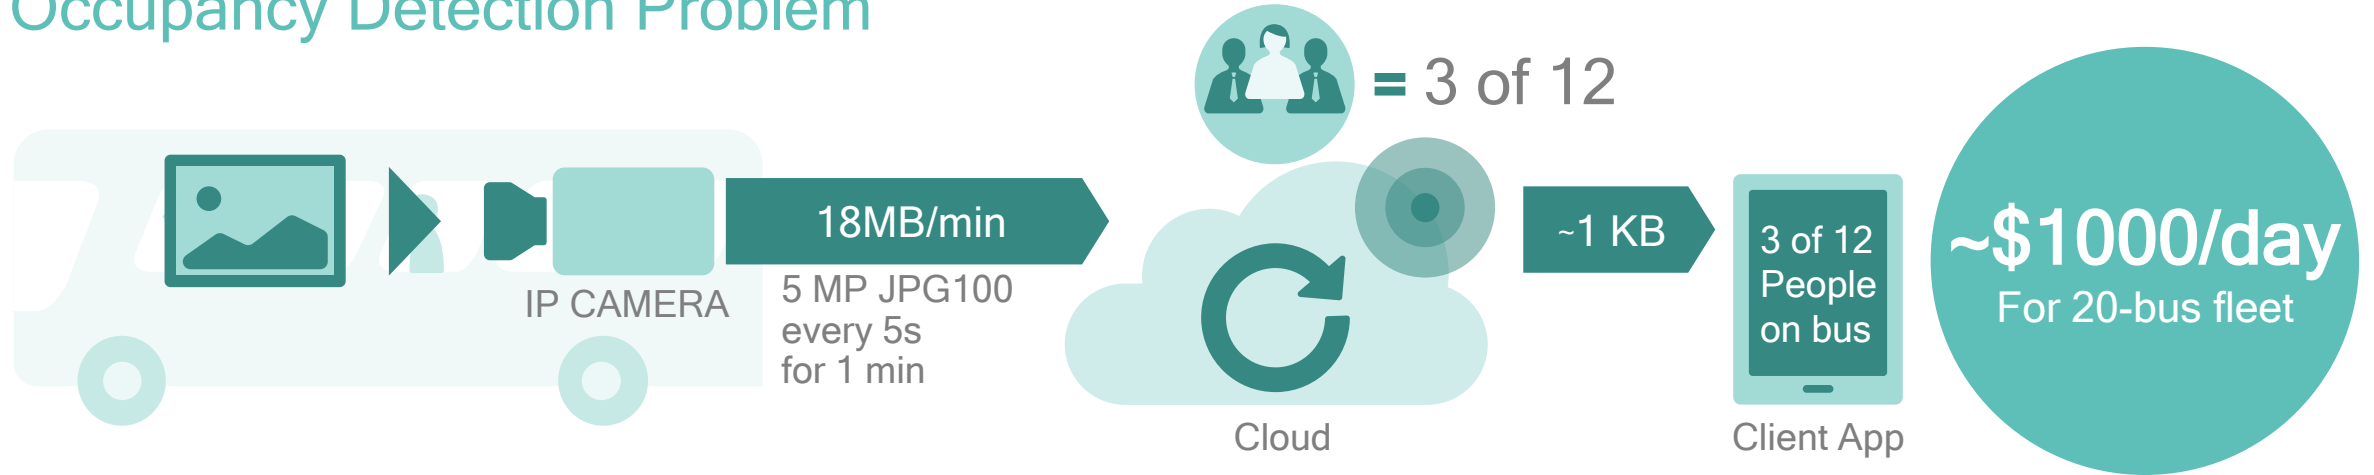 Occupancy Detection Problem
= 3 of 12
18MB/min
5 MP JPG100
every 5s
for 1 min
IP CAMERA
Cloud
~1 KB
3 of 12
People
on bus
Client App
~$1000/day
For 20-bus fleet